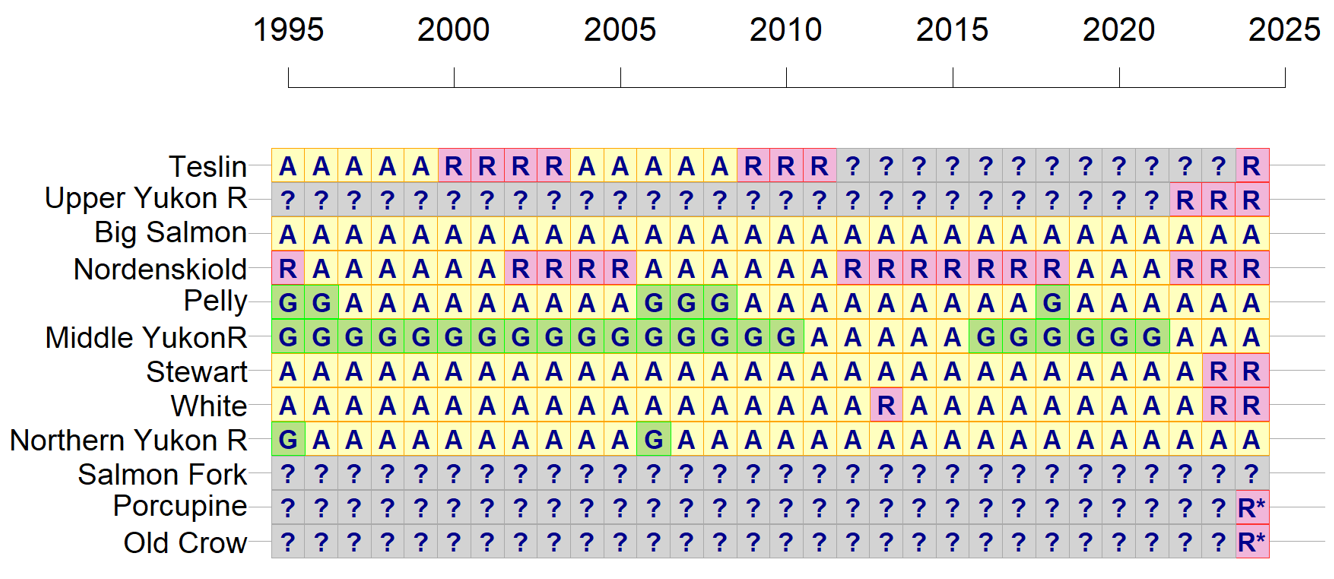 1995 2000 2005 2010 2015 2020 2025
Teslin A A A A A R R R R A A A A A R R R ? ? ? ? ? ? ? ? ? ? ? ? R
Upper Yukon R ? ? ? ? ? ? ? ? ? ? ? ? ? ? ? ? ? ? ? ? ? ? ? ? ? ? ? R R R
Big Salmon A A A A A A A A A A A A A A A A A A A A A A A A A A A A A A
Nordenskiold R A A A A A A R R R R A A A A A A R R R R R R R A A A R R R
Pelly G G A A A A A A A A A G G G A A A A A A A A A G A A A A A A
Middle YukonR G G G G G G G G G G G G G G G G A A A A A G G G G G G A A A
Stewart A A A A A A A A A A A A A A A A A A A A A A A A A A A A R R
White A A A A A A A A A A A A A A A A A A R A A A A A A A A A R R
Northern Yukon R G A A A A A A A A A A G A A A A A A A A A A A A A A A A A A
Salmon Fork ? ? ? ? ? ? ? ? ? ? ? ? ? ? ? ? ? ? ? ? ? ? ? ? ? ? ? ? ? ?
Porcupine ? ? ? ? ? ? ? ? ? ? ? ? ? ? ? ? ? ? ? ? ? ? ? ? ? ? ? ? ? R*
Old Crow ? ? ? ? ? ? ? ? ? ? ? ? ? ? ? ? ? ? ? ? ? ? ? ? ? ? ? ? ? R*